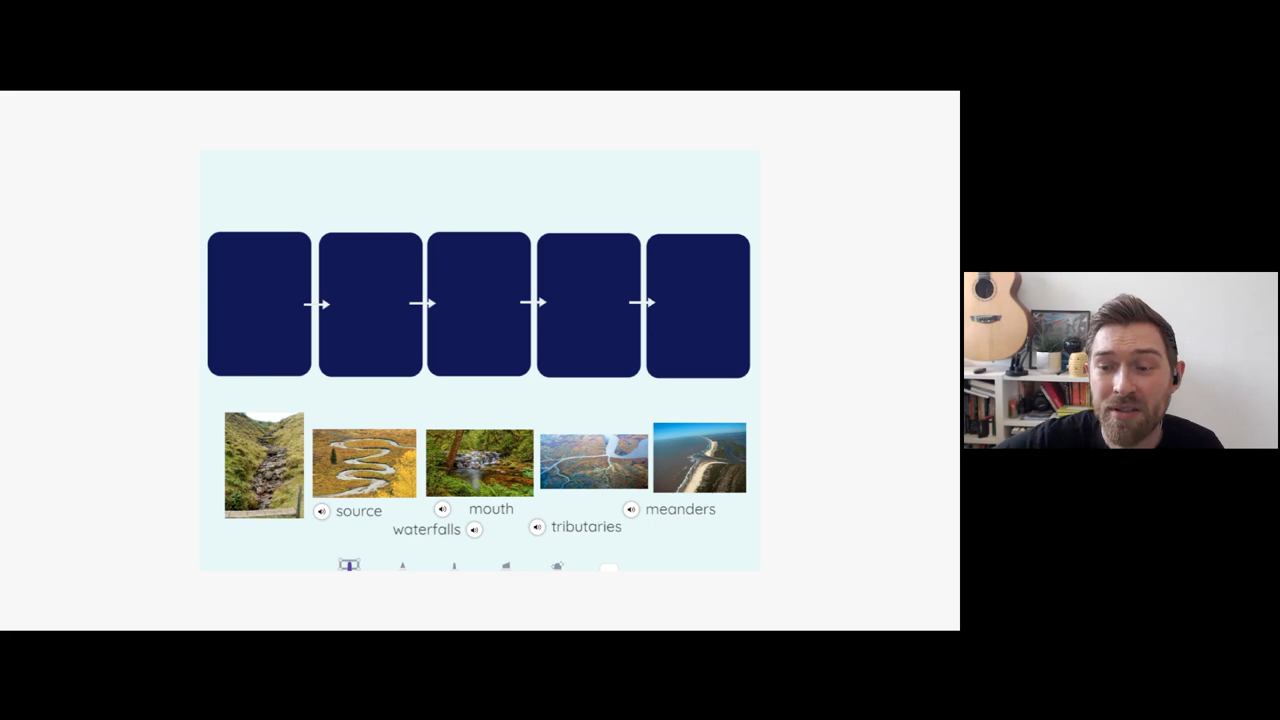 source
mouth
meanders
waterfalls
tributaries